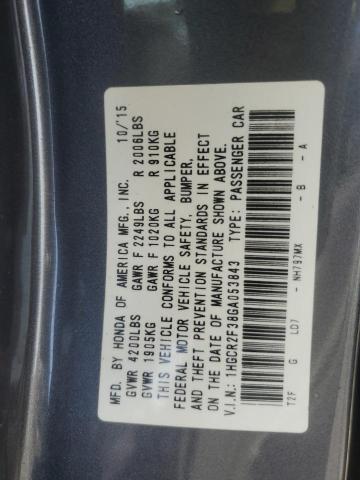 MFD. BY HONDA OF AMERICA MFG., INC. 10/'15
GVWR 4200LBS GAWR F 2249LBS R 2006LBS
GVWR 1905KG GAWR F 1020KG R 910KG
THIS VEHICLE CONFORMS TO ALL APPLICABLE
FEDERAL MOTOR VEHICLE SAFETY, BUMPER,
AND THEFT PREVENTION STANDARDS IN EFFECT
ON THE DATE OF MANUFACTURE SHOWN ABOVE.
V.I.N.: 1HGCR2F38GA053843 TYPE: PASSENGER CAR
T2F G LD7 - NH797MX - B - A